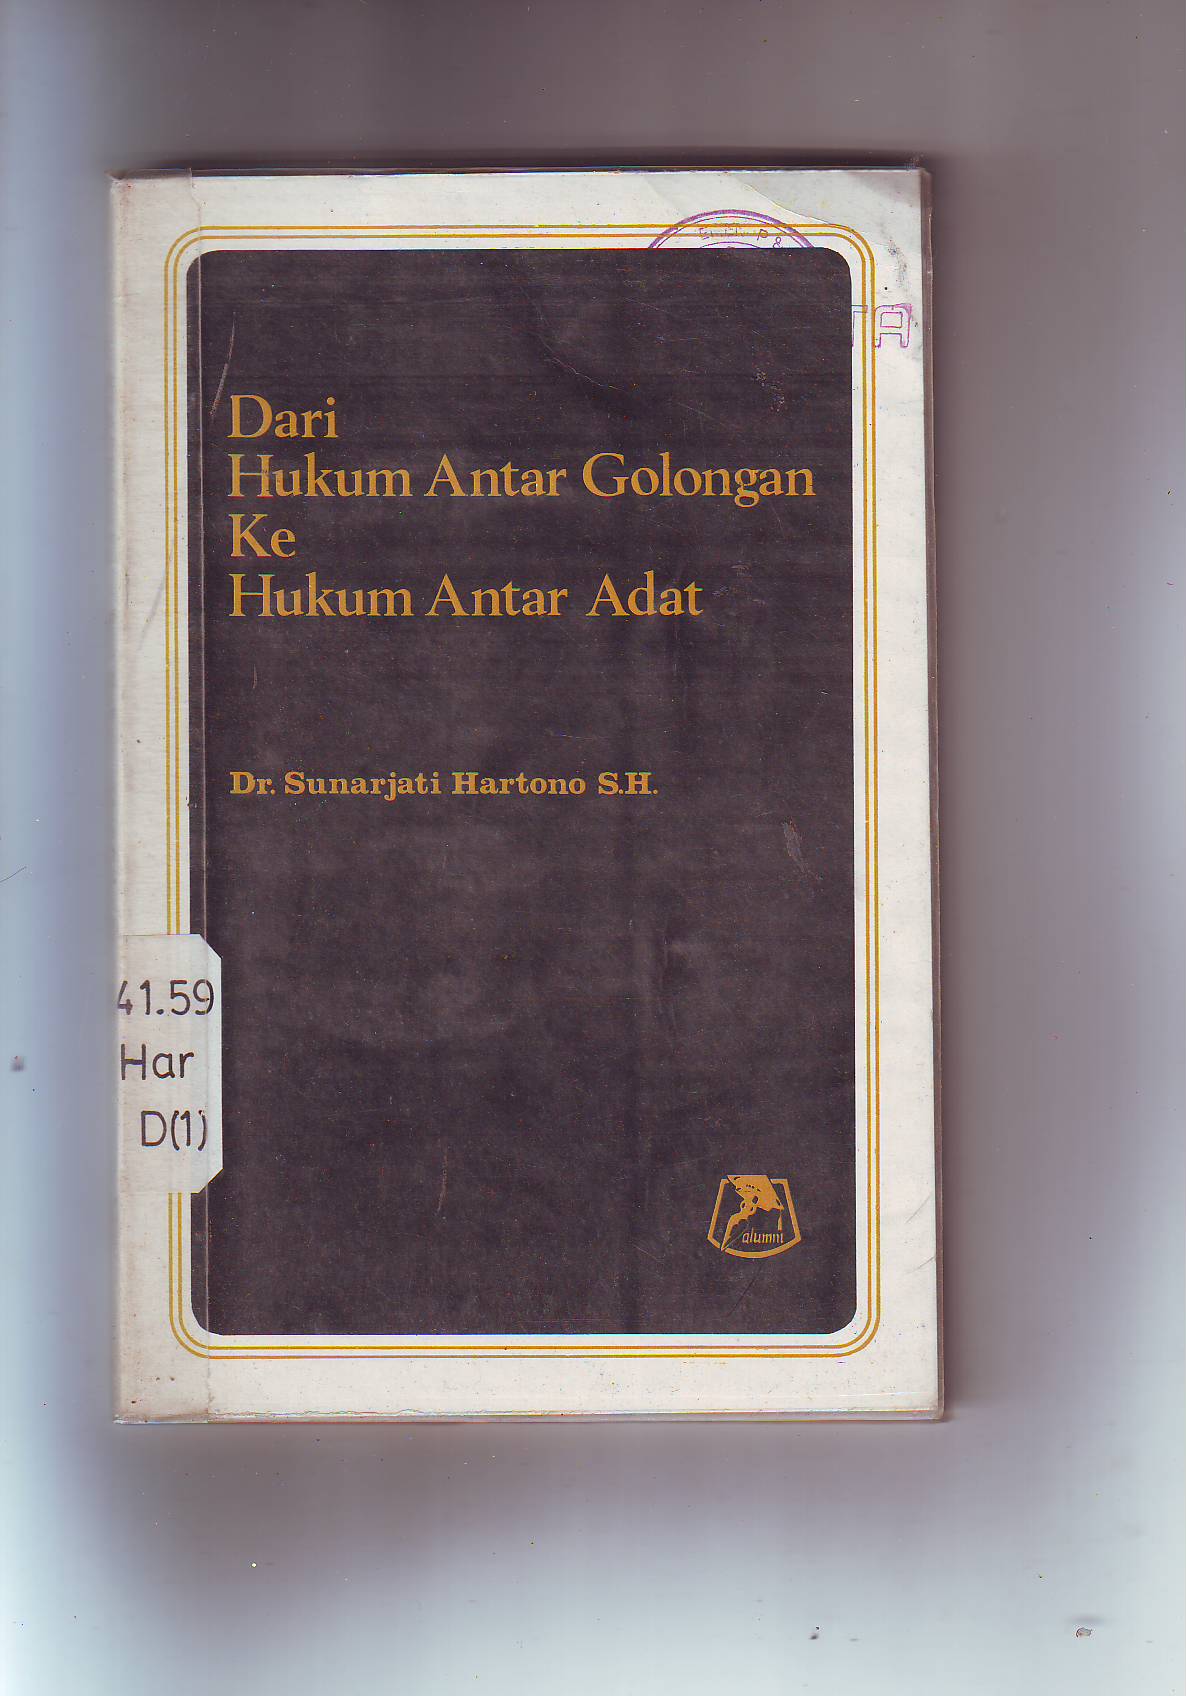 Dari
Hukum Antar Golongan
Ke
Hukum Antar Adat
Dr. Sunarjati Hartono S.H.
41.59
Har
D(1)
alumni